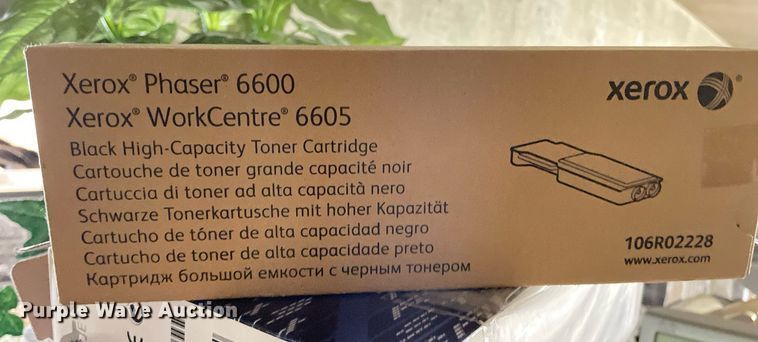 Xerox® Phaser® 6600
Xerox® WorkCentre® 6605
Black High-Capacity Toner Cartridge
Cartouche de toner grande capacité noir
Cartuccia di toner ad alta capacità nero
Schwarze Tonerkartusche mit hoher Kapazität
Cartucho de tóner de alta capacidad negro
Cartucho de toner de alta capacidade preto
Картридж большой емкости с черным тонером
xerox®
106R02228
www.xerox.com
Purple Wave Auction